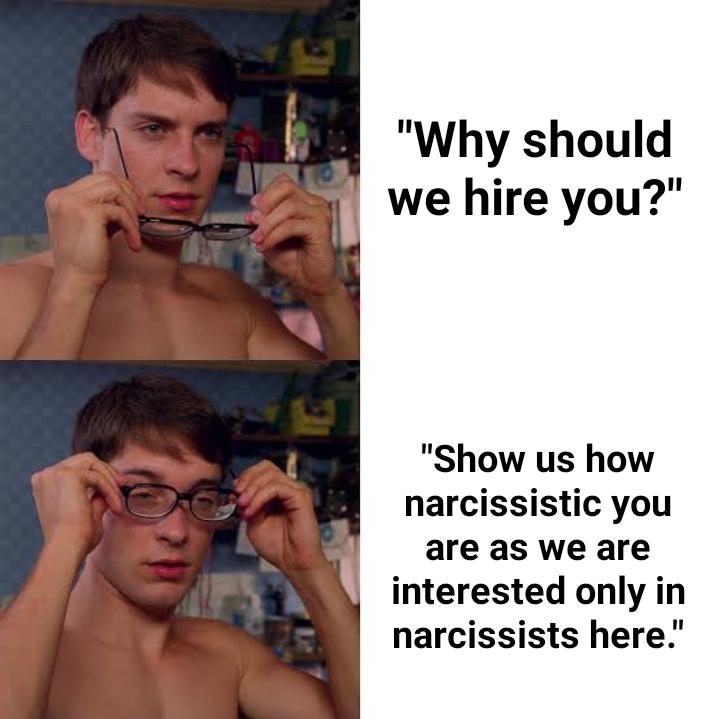 "Why should
we hire you?"
"Show us how
narcissistic you
are as we are
interested only in
narcissists here."